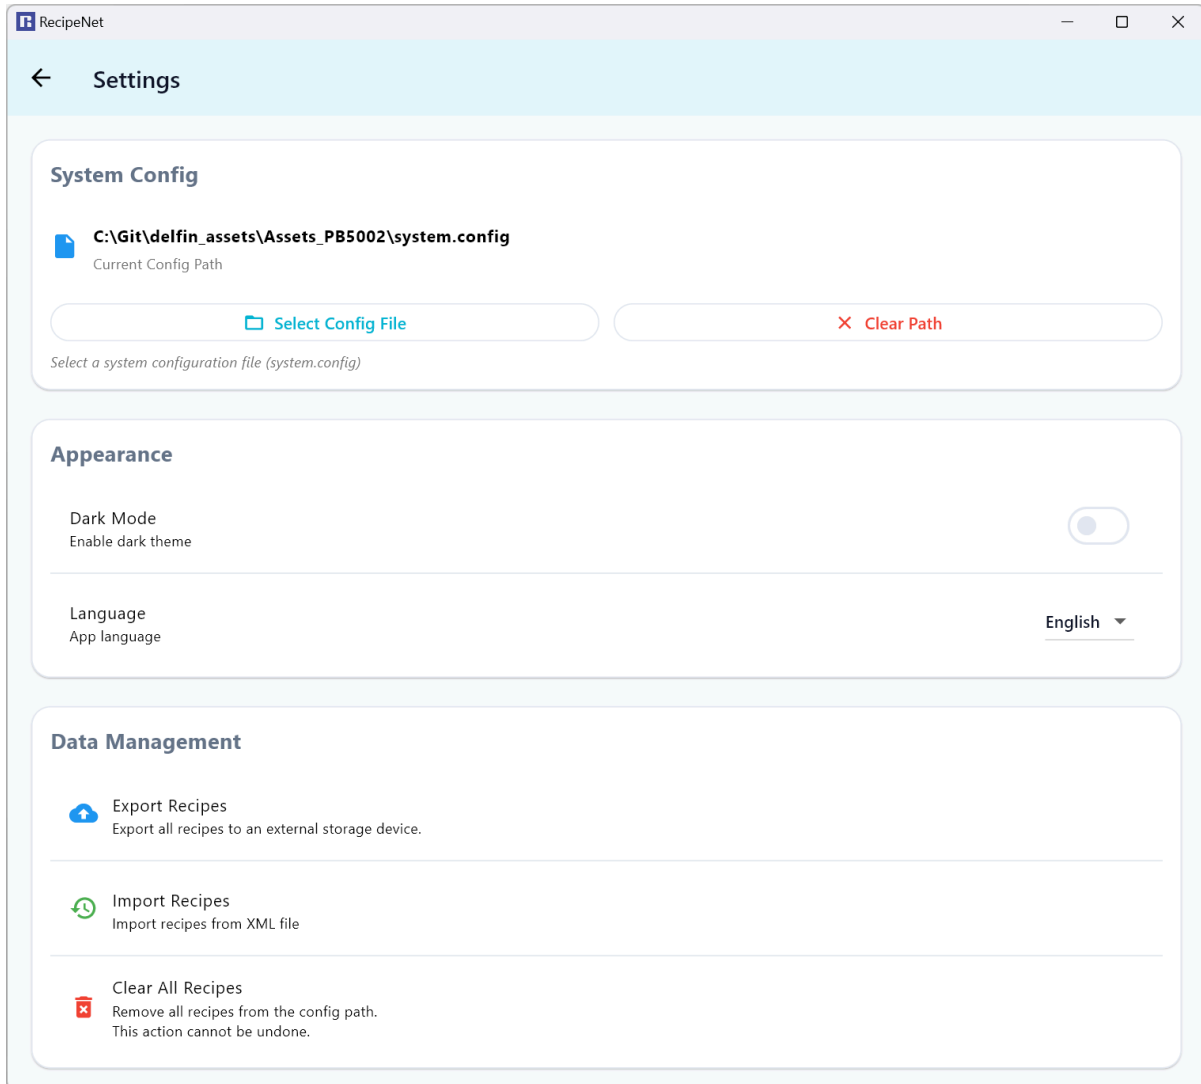 RecipeNet
Settings
System Config
C:\Git\delfin_assets\Assets_PB5002\system.config
Current Config Path
Select Config File
Clear Path
Select a system configuration file (system.config)
Appearance
Dark Mode
Enable dark theme
Language
App language
English
Data Management
Export Recipes
Export all recipes to an external storage device.
Import Recipes
Import recipes from XML file
Clear All Recipes
Remove all recipes from the config path.
This action cannot be undone.